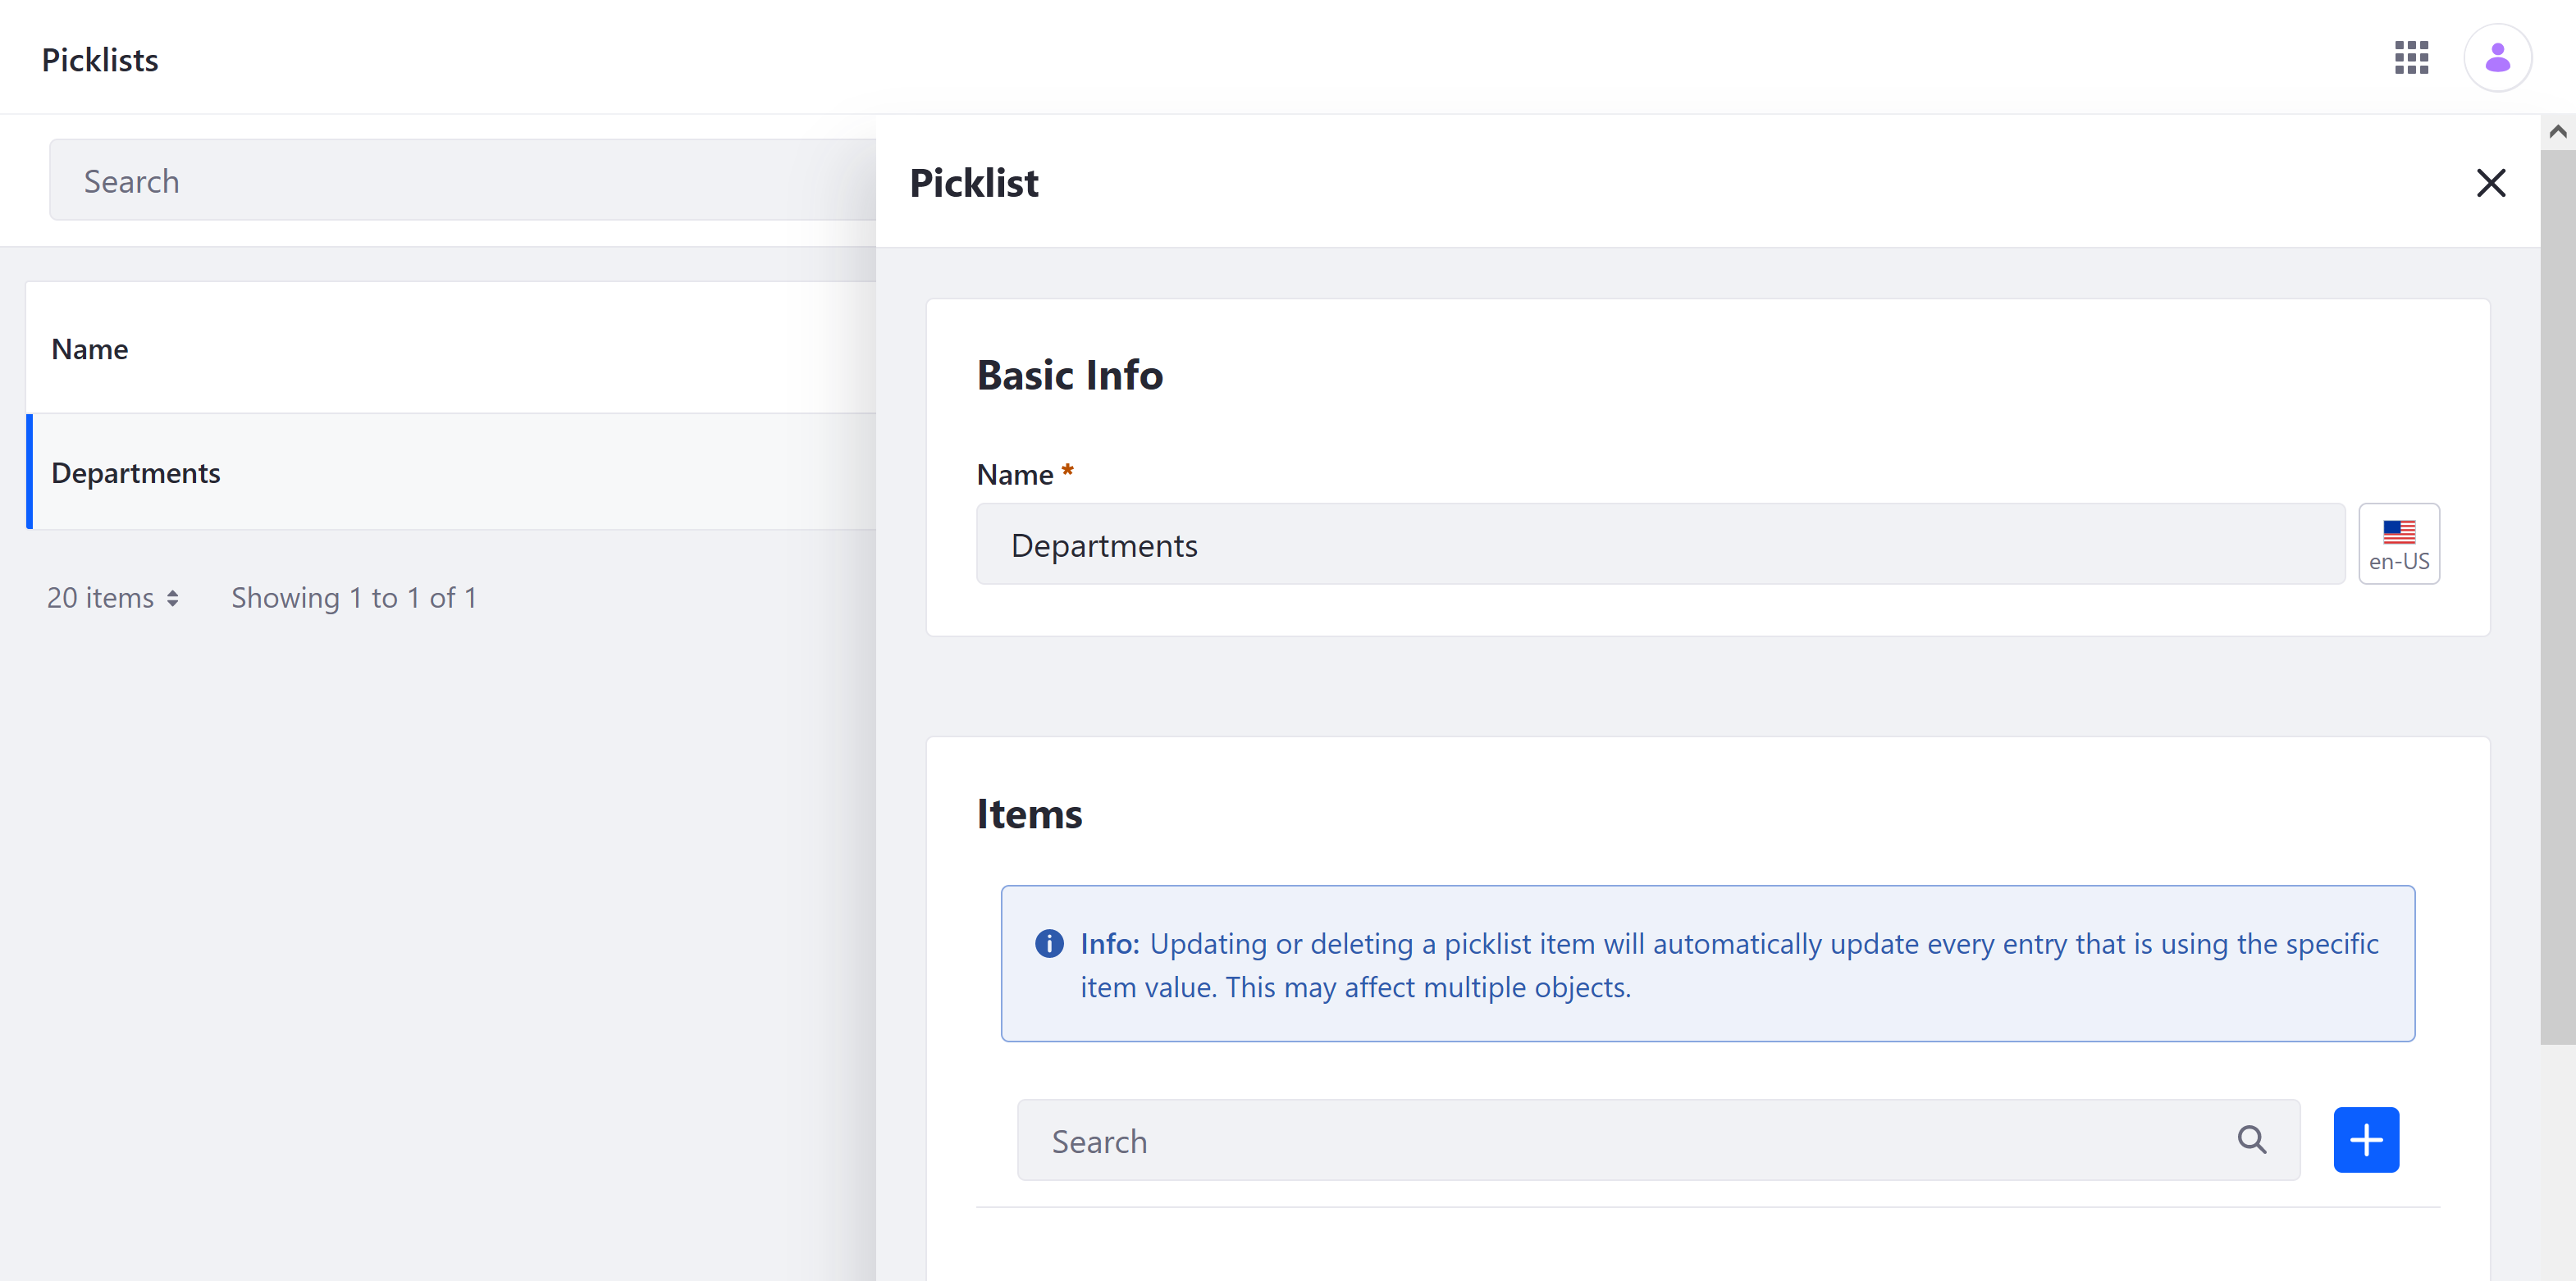 Picklists
Search
Name
Departments
20 items
Showing 1 to 1 of 1
Picklist
Basic Info
Name *
Departments
en-US
Items
Info: Updating or deleting a picklist item will automatically update every entry that is using the specific
item value. This may affect multiple objects.
Search